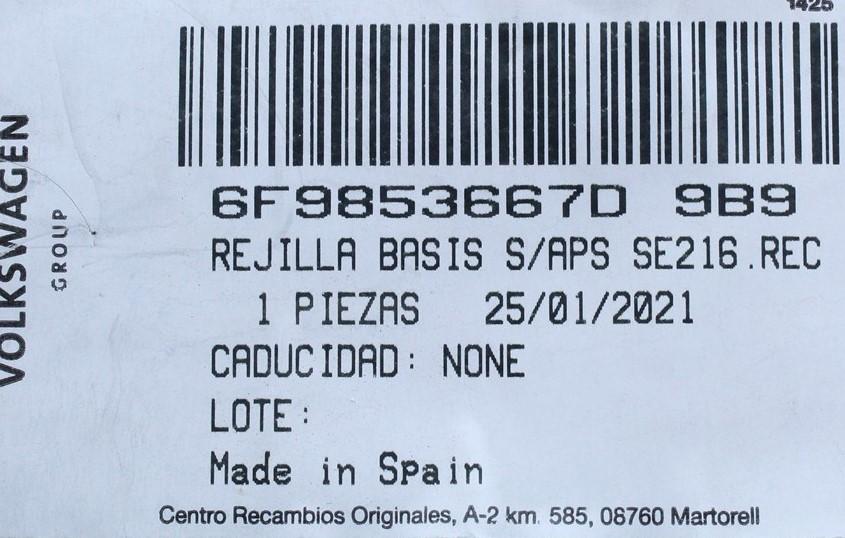 1425
VOLKSWAGEN
GROUP
6F9853667D 9B9
REJILLA BASIS S/APS SE216.REC
1 PIEZAS 25/01/2021
CADUCIDAD: NONE
LOTE:
Made in Spain
Centro Recambios Originales, A-2 km. 585, 08760 Martorell